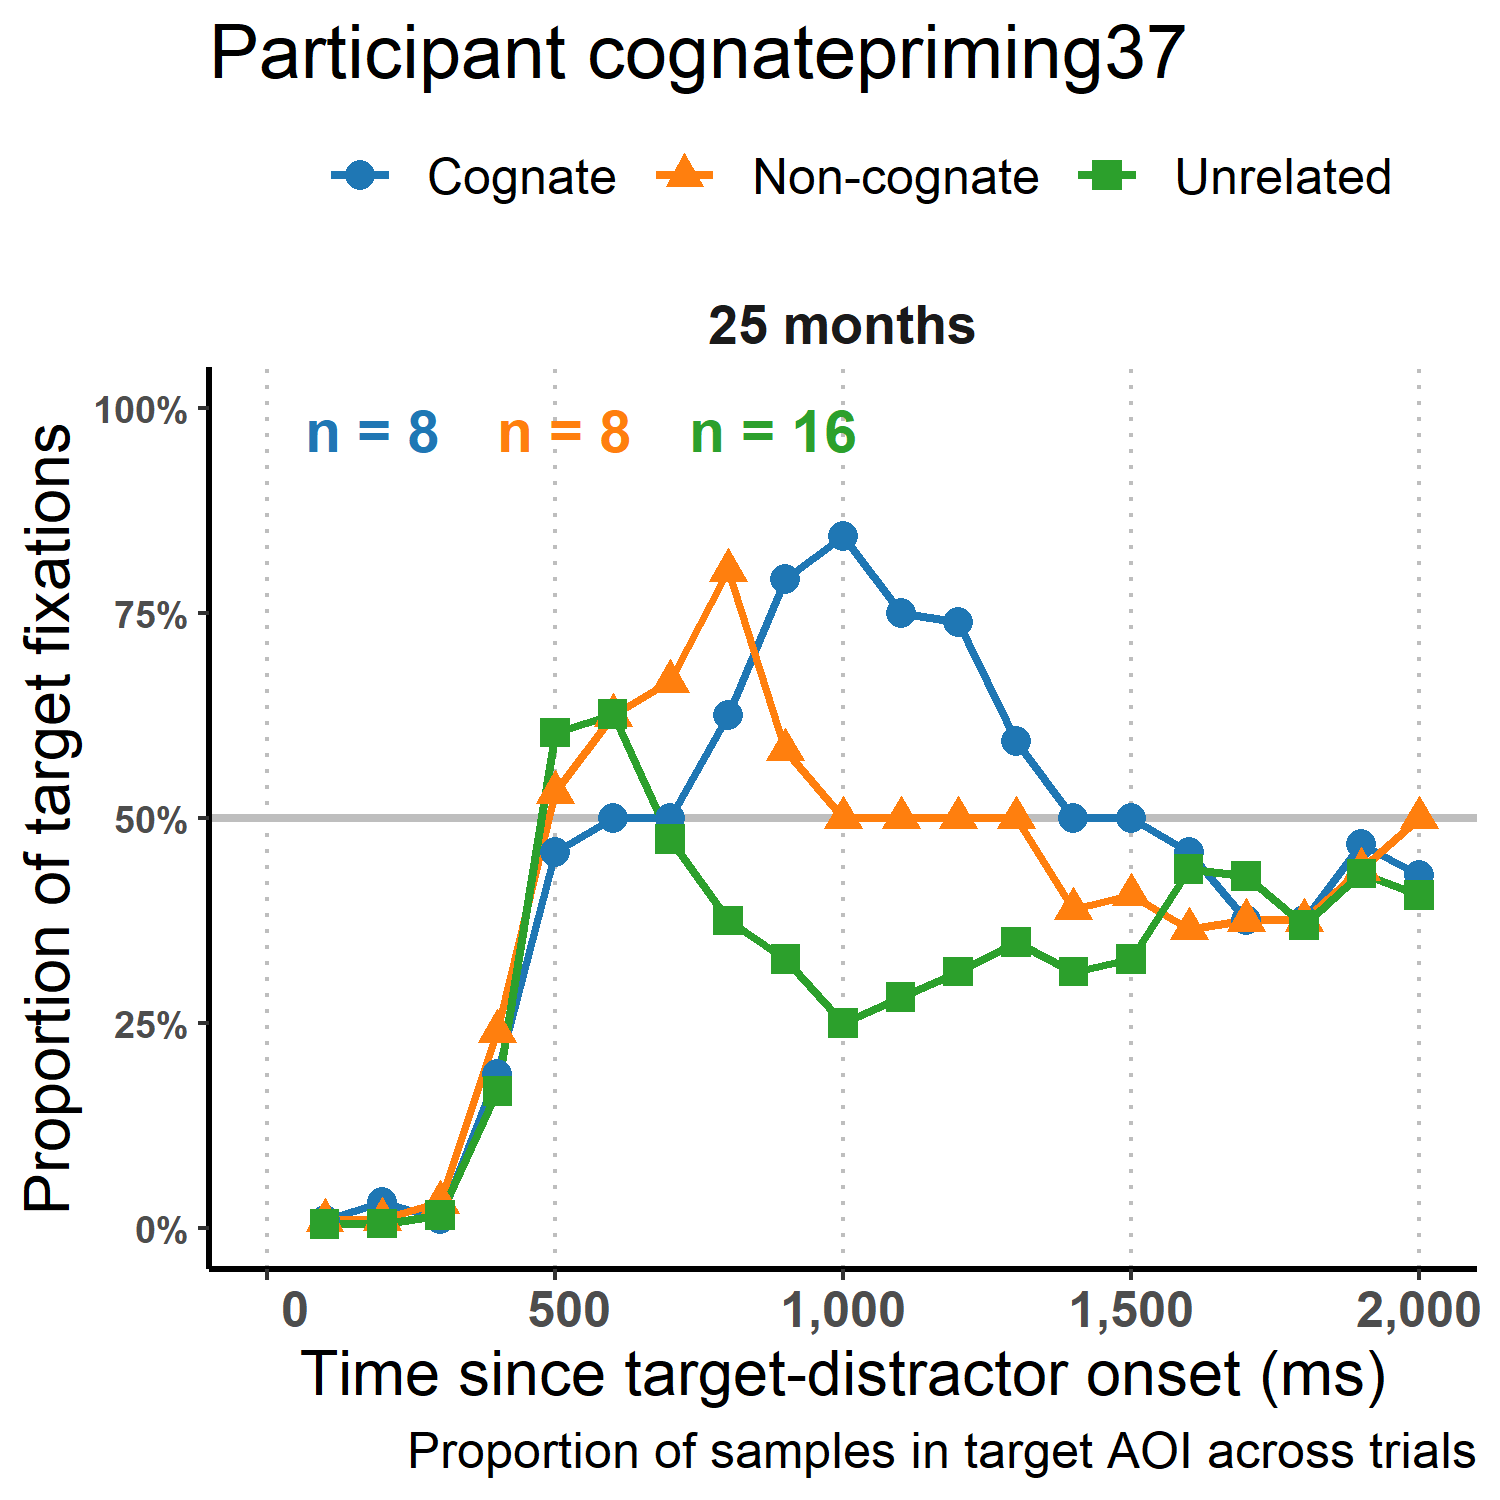 Participant cognatepriming37
Cognate Non-cognate Unrelated
25 months
n = 8 n = 8 n = 16
100%
75%
50%
25%
0%
Proportion of target fixations
0 500 1,000 1,500 2,000
Time since target-distractor onset (ms)
Proportion of samples in target AOI across trials